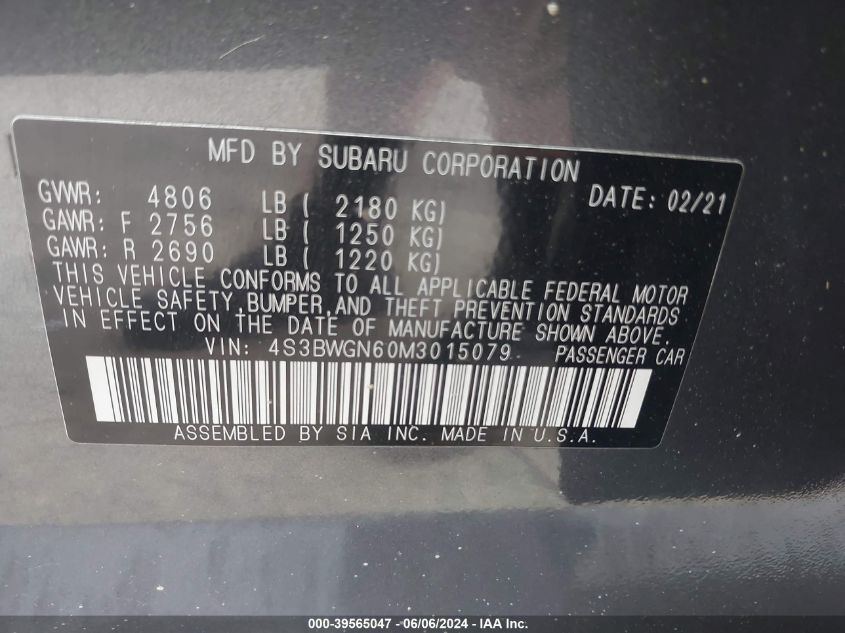 MFD BY SUBARU CORPORATION
DATE: 02/21
GVWR: 4806 LB ( 2180 KG)
GAWR: F 2756 LB ( 1250 KG)
GAWR: R 2690 LB ( 1220 KG)
THIS VEHICLE CONFORMS TO ALL APPLICABLE FEDERAL MOTOR
VEHICLE SAFETY, BUMPER, AND THEFT PREVENTION STANDARDS
IN EFFECT ON THE DATE OF MANUFACTURE SHOWN ABOVE.
VIN: 4S3BWGN60M3015079 PASSENGER CAR
ASSEMBLED BY SIA INC. MADE IN U.S.A.
000-39565047 - 06/06/2024 - IAA Inc.